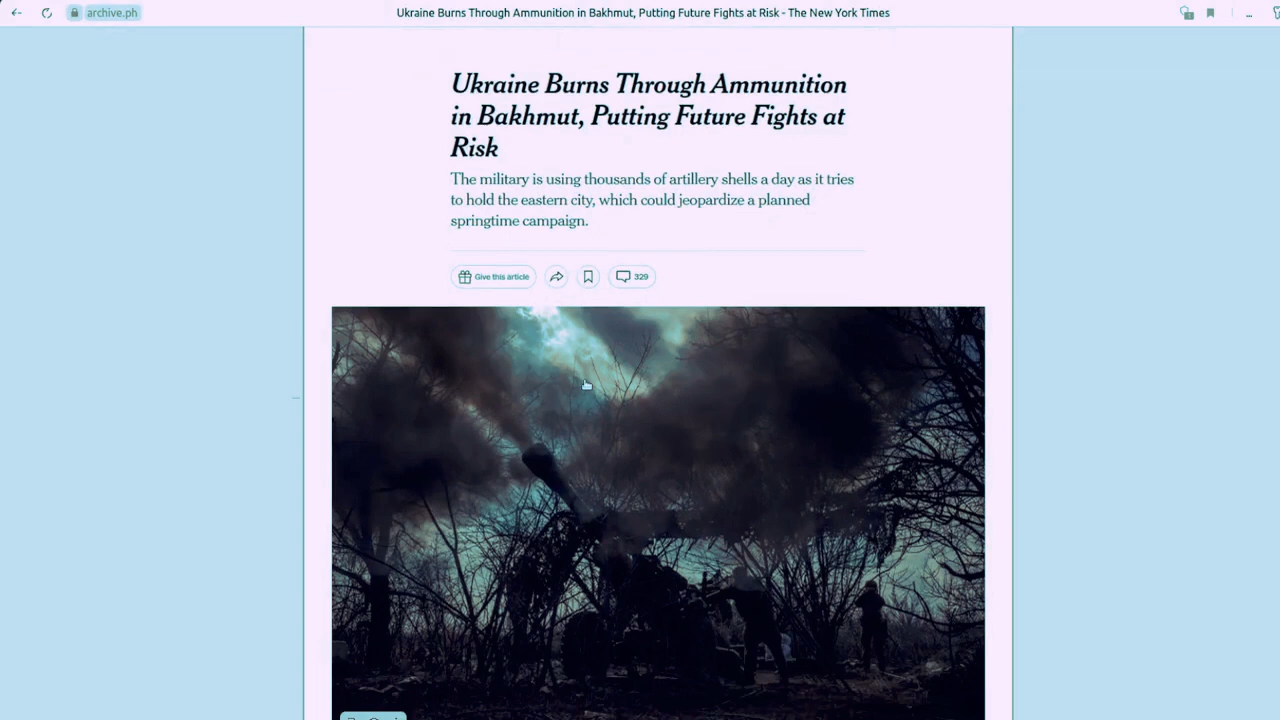 archive.ph
Ukraine Burns Through Ammunition in Bakhmut, Putting Future Fights at Risk - The New York Times
Ukraine Burns Through Ammunition
in Bakhmut, Putting Future Fights at
Risk
The military is using thousands of artillery shells a day as it tries
to hold the eastern city, which could jeopardize a planned
springtime campaign.
Give this article
329